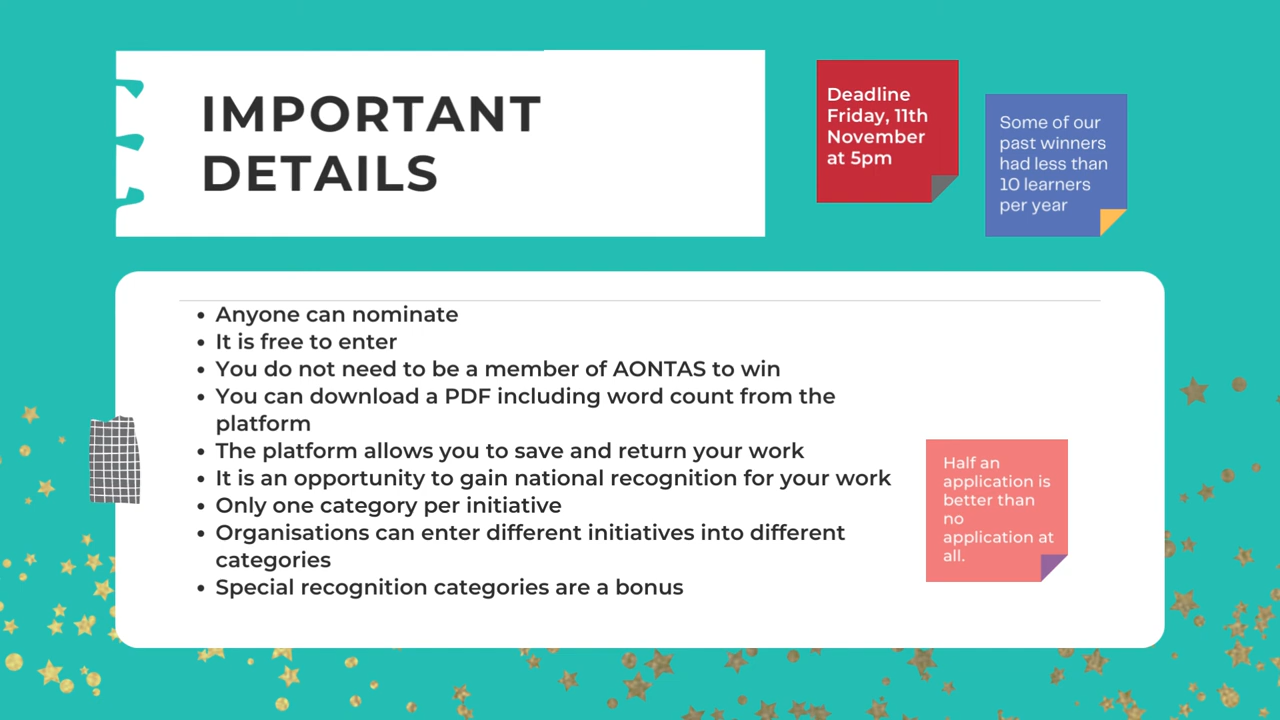 IMPORTANT
DETAILS
Deadline
Friday, 11th
November
at 5pm
Some of our
past winners
had less than
10 learners
per year
• Anyone can nominate
• It is free to enter
• You do not need to be a member of AONTAS to win
• You can download a PDF including word count from the
platform
• The platform allows you to save and return your work
• It is an opportunity to gain national recognition for your work
• Only one category per initiative
• Organisations can enter different initiatives into different
categories
• Special recognition categories are a bonus
Half an
application is
better than
no
application at
all.